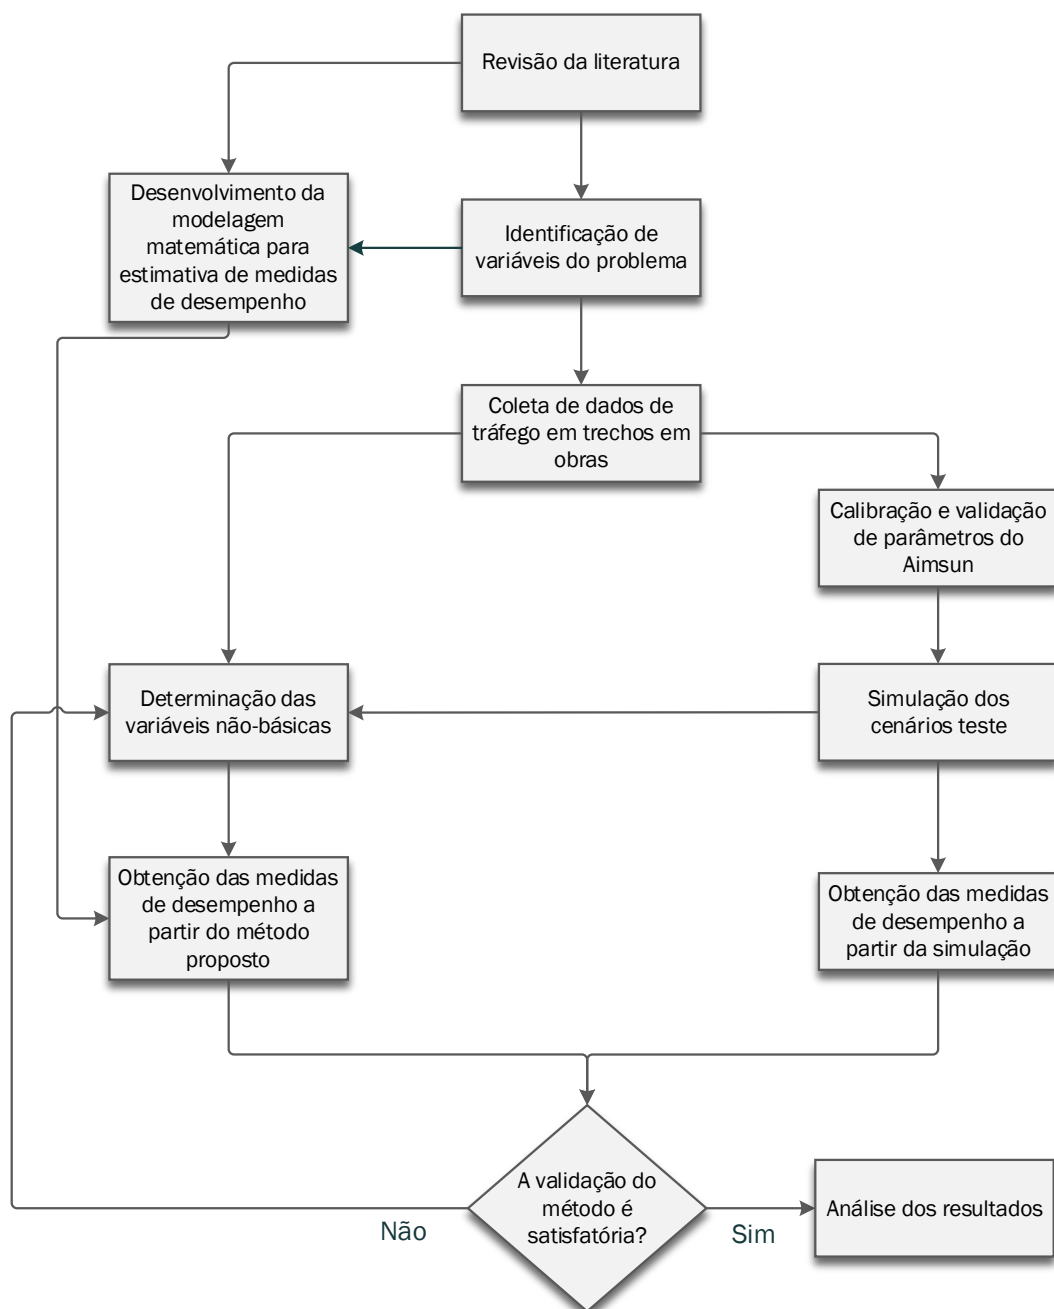 Revisão da literatura
Desenvolvimento da
modelagem
matemática para
estimativa de medidas
de desempenho
Identificação de
variáveis do problema
Coleta de dados de
tráfego em trechos em
obras
Calibração e validação
de parâmetros do
Aimsun
Determinação das
variáveis não-básicas
Simulação dos
cenários teste
Obtenção das medidas
de desempenho a
partir do método
proposto
Obtenção das medidas
de desempenho a
partir da simulação
A validação do
método é
satisfatória?
Não
Sim
Análise dos resultados